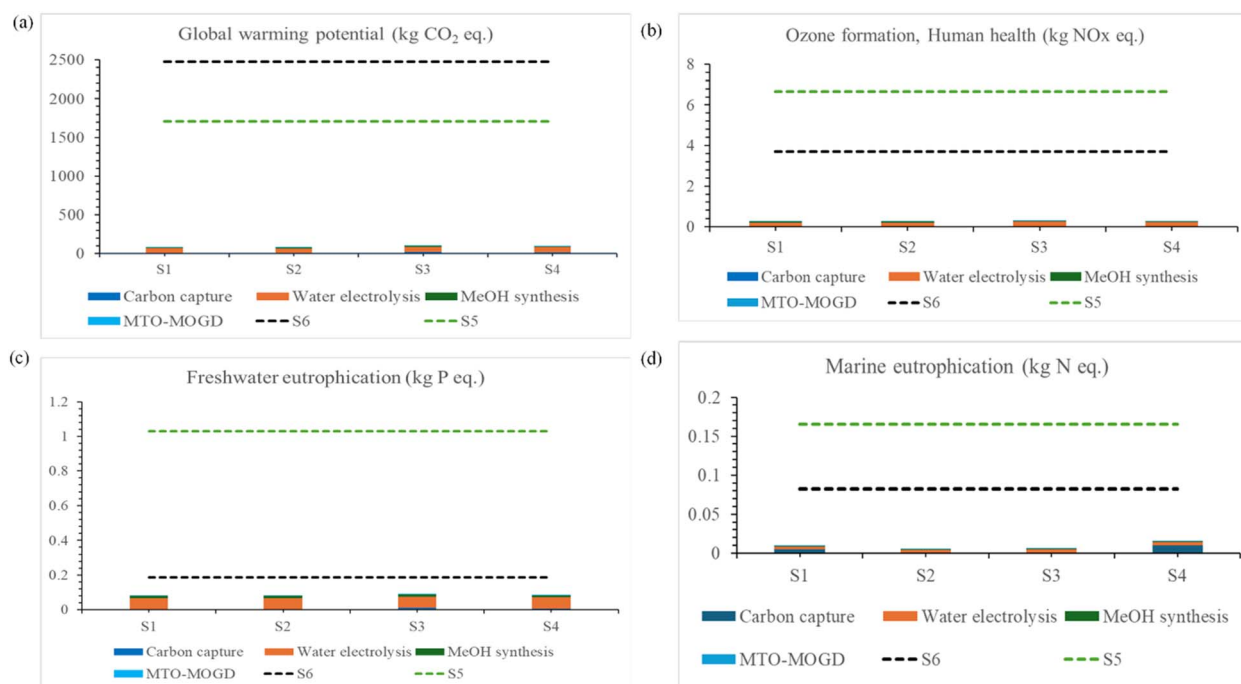 (a)
Global warming potential (kg CO₂ eq.)
2500
2000
1500
1000
500
0
S1 S2 S3 S4
Carbon capture Water electrolysis MeOH synthesis
MTO-MOGD S6 S5
(b)
Ozone formation, Human health (kg NOx eq.)
8
6
4
2
0
S1 S2 S3 S4
Carbon capture Water electrolysis MeOH synthesis
MTO-MOGD S6 S5
(c)
Freshwater eutrophication (kg P eq.)
1.2
1
0.8
0.6
0.4
0.2
0
S1 S2 S3 S4
Carbon capture Water electrolysis MeOH synthesis
MTO-MOGD S6 S5
(d)
Marine eutrophication (kg N eq.)
0.2
0.15
0.1
0.05
0
S1 S2 S3 S4
Carbon capture Water electrolysis MeOH synthesis
MTO-MOGD S6 S5